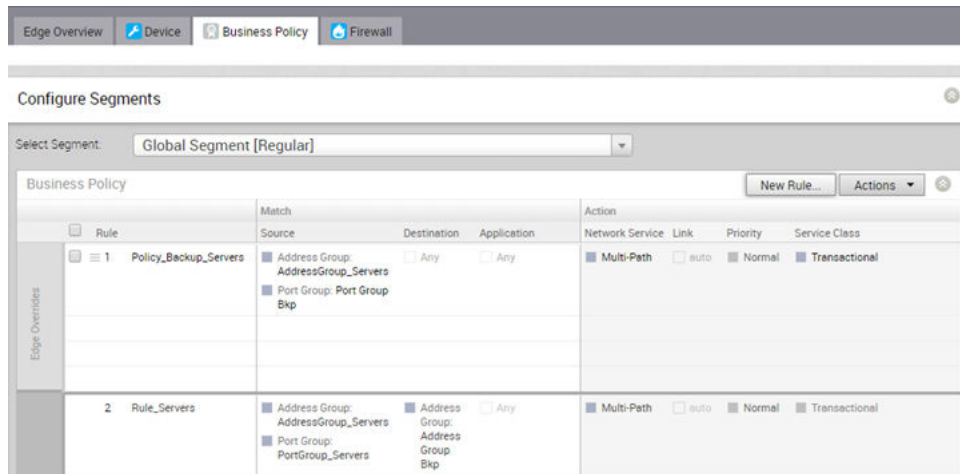 Edge Overview Device Business Policy Firewall
Configure Segments
Select Segment: Global Segment [Regular]
Business Policy New Rule... Actions
Match Action
Rule Source Destination Application Network Service Link Priority Service Class
Edge Overrides
1 Policy_Backup_Servers Address Group: Any Any Multi-Path auto Normal Transactional
AddressGroup_Servers
Port Group: Port Group
Bkp
2 Rule_Servers Address Group: Address Any Multi-Path auto Normal Transactional
AddressGroup_Servers Group:
Port Group: Address
PortGroup_Servers Group
Bkp